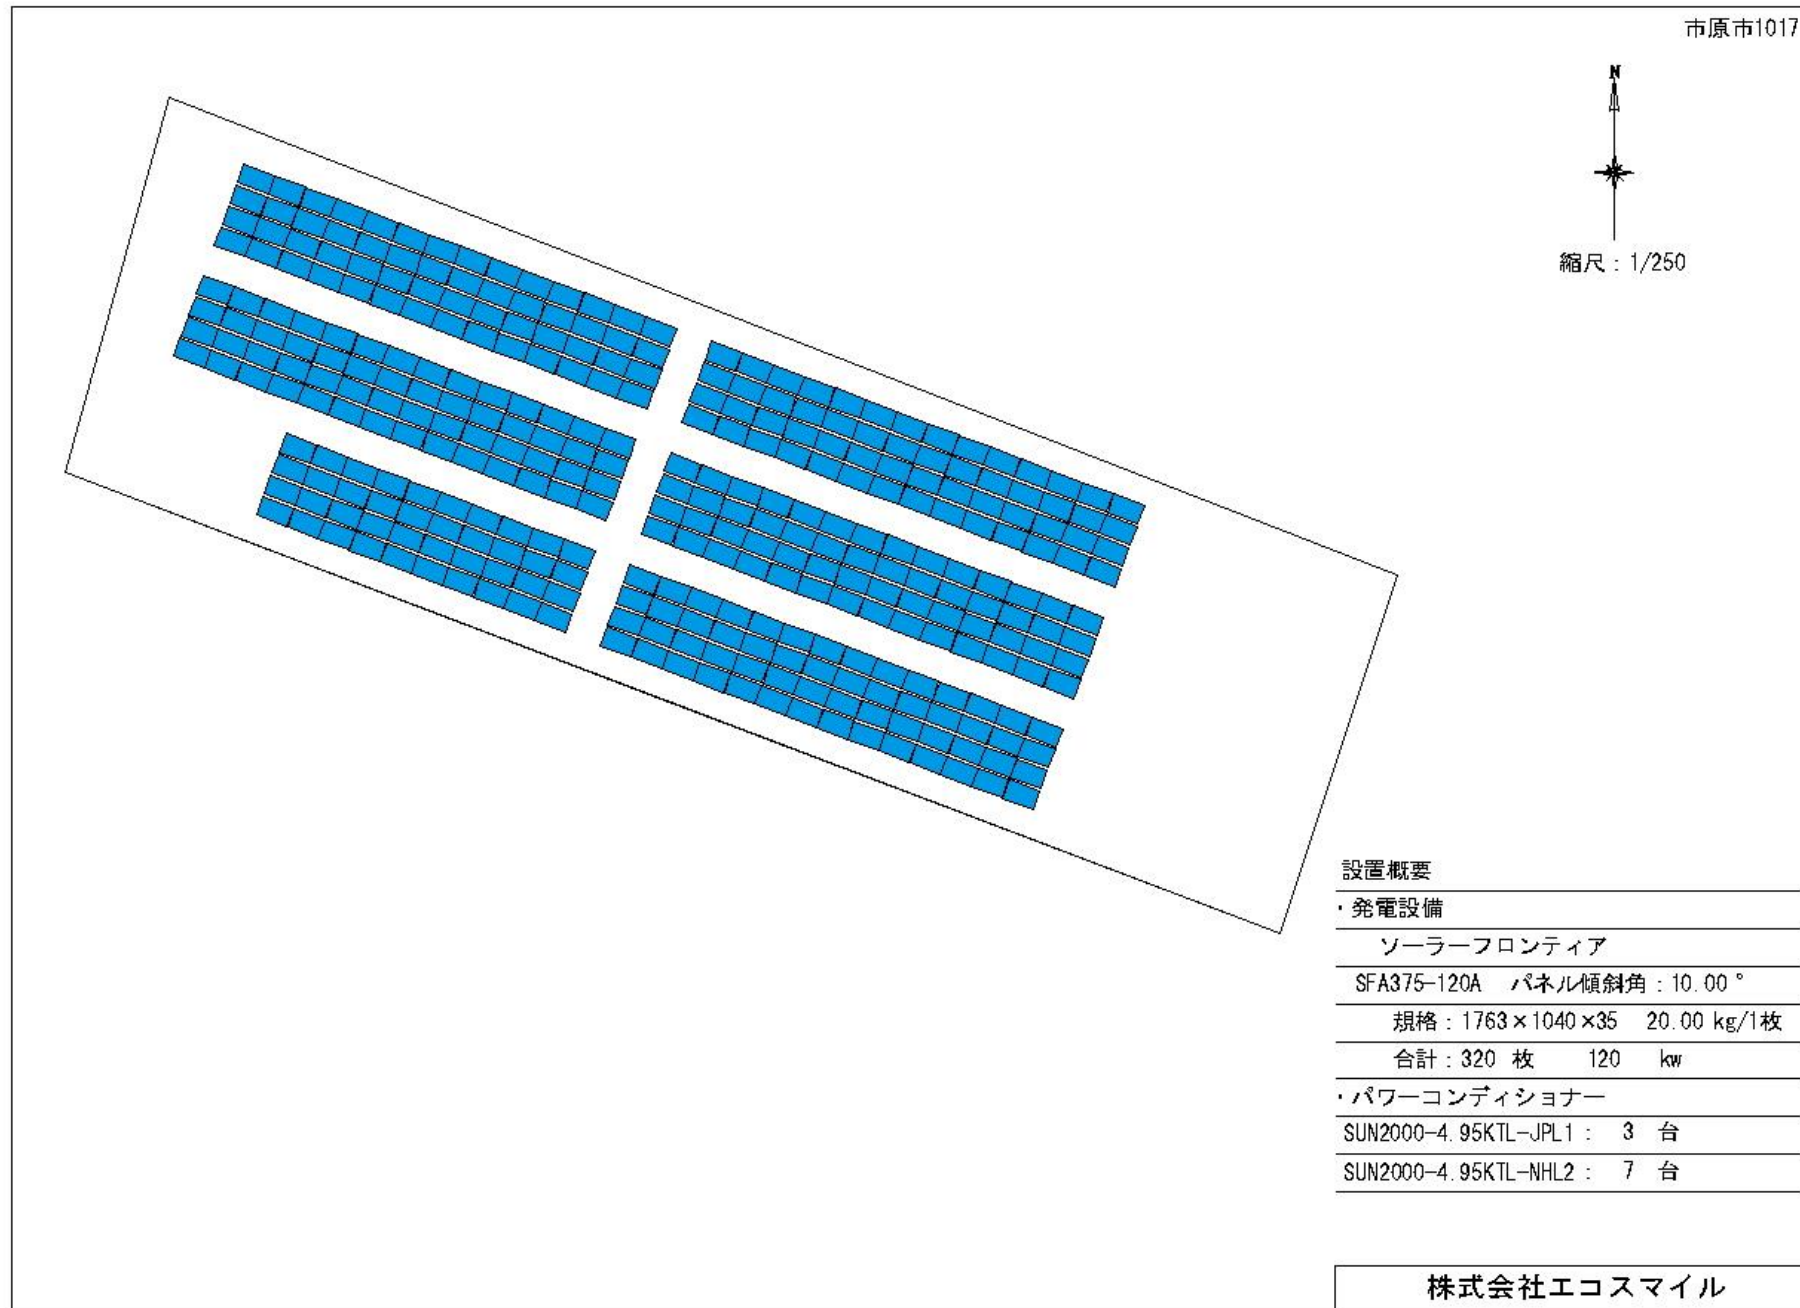 市原市1017
N
縮尺：1/250
設置概要
・発電設備
ソーラーフロンティア
SFA375-120A パネル傾斜角：10.00°
規格：1763×1040×35 20.00 kg/1枚
合計：320 枚 120 kw
・パワーコンディショナー
SUN2000-4.95KTL-JPL1： 3 台
SUN2000-4.95KTL-NHL2： 7 台
株式会社エコスマイル